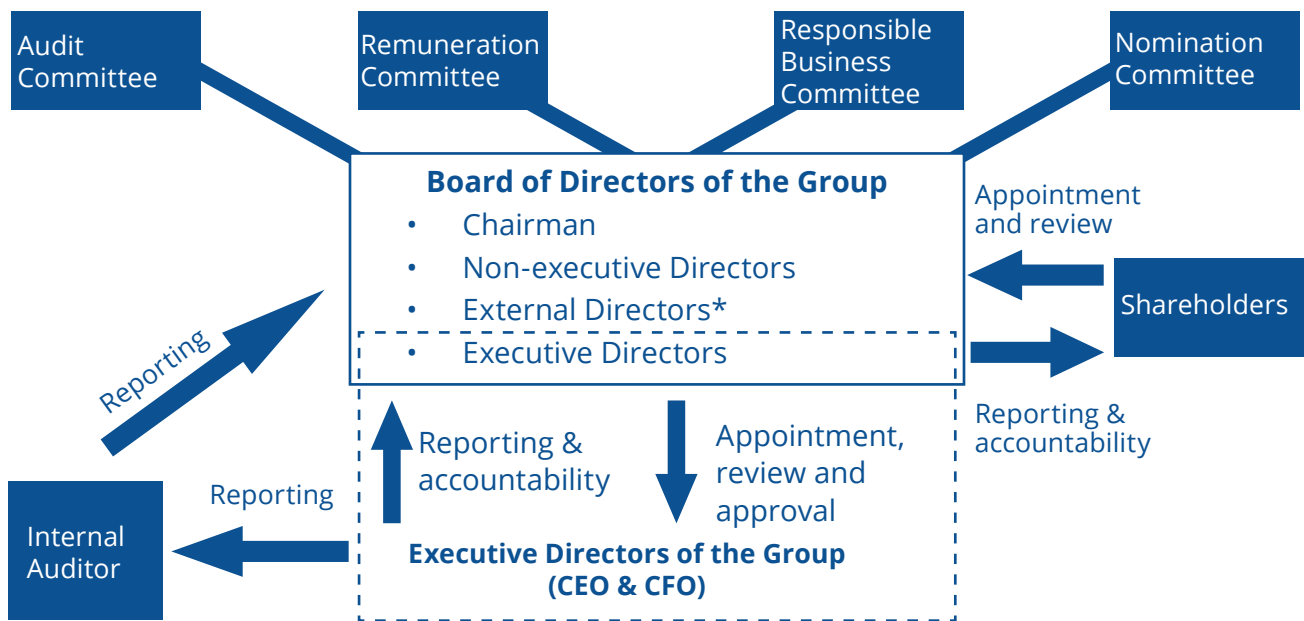 Audit
Committee
Remuneration
Committee
Responsible
Business
Committee
Nomination
Committee
Board of Directors of the Group
• Chairman
• Non-executive Directors
• External Directors*
• Executive Directors
Appointment
and review
Shareholders
Reporting &
accountability
Reporting
Reporting &
accountability
Appointment,
review and
approval
Reporting
Internal
Auditor
Executive Directors of the Group
(CEO & CFO)